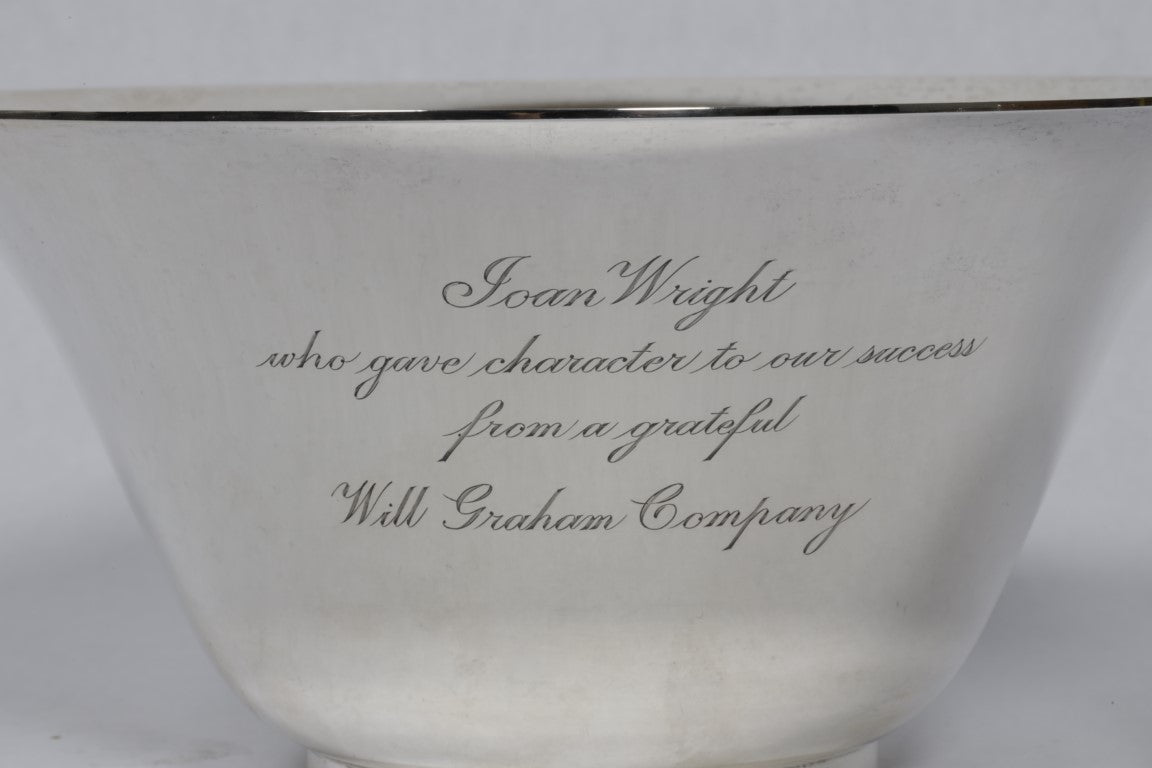 Joan Wright
who gave character to our success
from a grateful
Will Graham Company